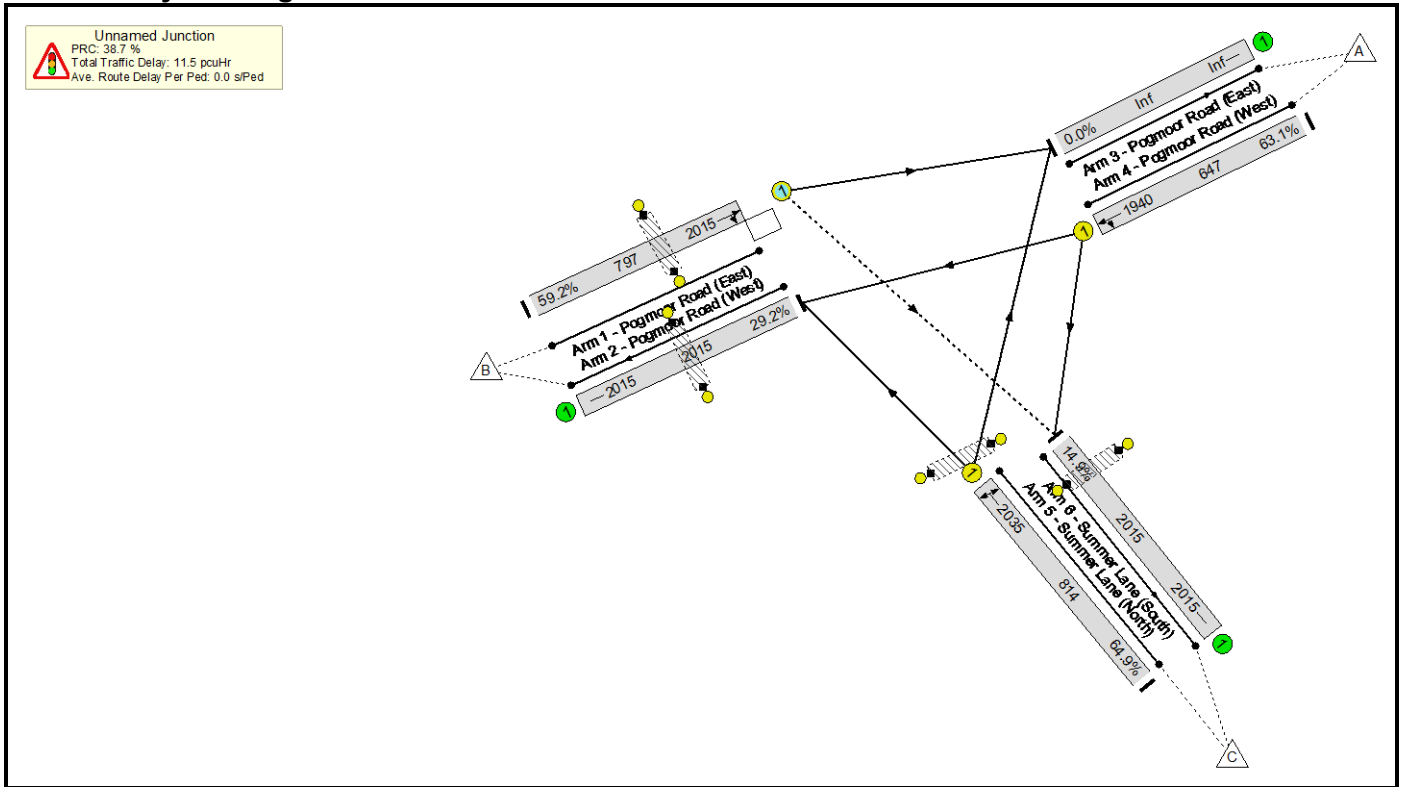 Unnamed Junction
PRC: 38.7 %
Total Traffic Delay: 11.5 pcuHr
Ave. Route Delay Per Ped: 0.0 s/Ped
A
1
0.0% Inf Inf
Arm 3 - Pogmoor Road (East)
Arm 4 - Pogmoor Road (West)
1940 647 63.1%
1
1
59.2% 797 2015
Arm 1 - Pogmoor Road (East)
Arm 2 - Pogmoor Road (West)
2015 2015 29.2%
B
1
1
14.9% 2015 2015
Arm 6 - Summer Lane (South)
Arm 5 - Summer Lane (North)
2035 814 64.9%
1
C